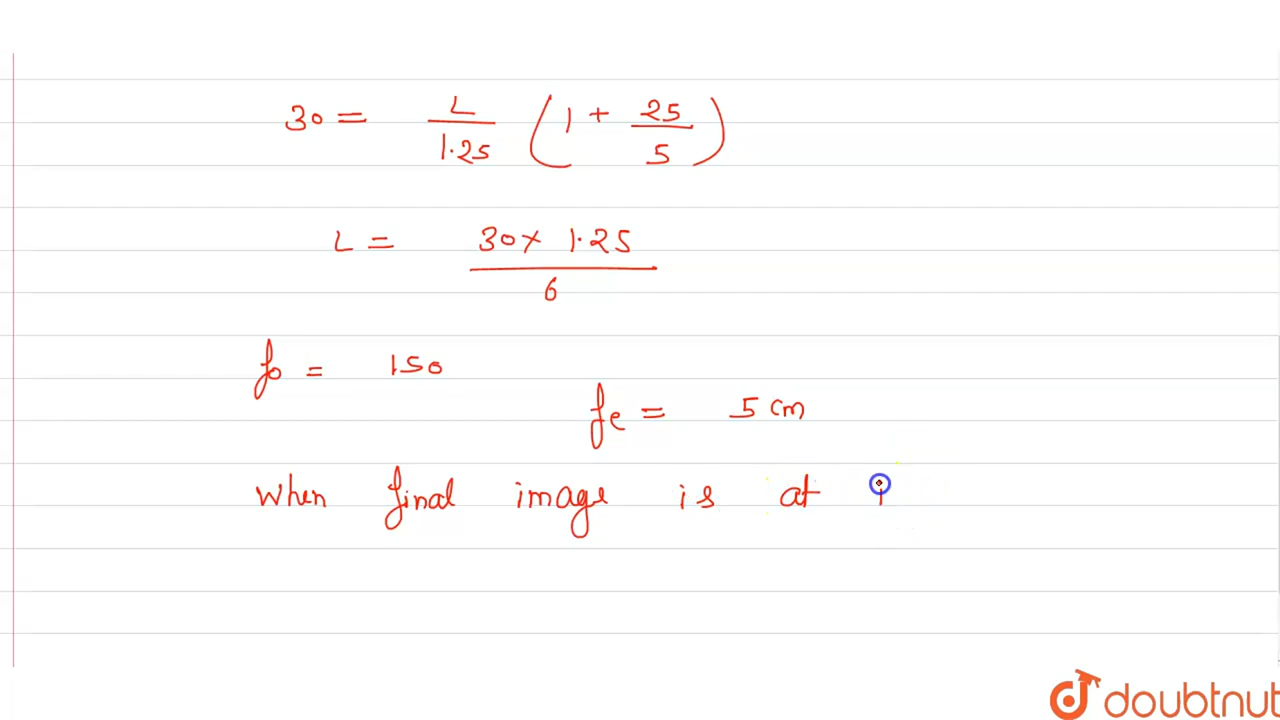 30 = L/1.25 (1 + 25/5)
L = 30 × 1.25/6
fo = 150
fe = 5 cm
When final image is at
doubtnut